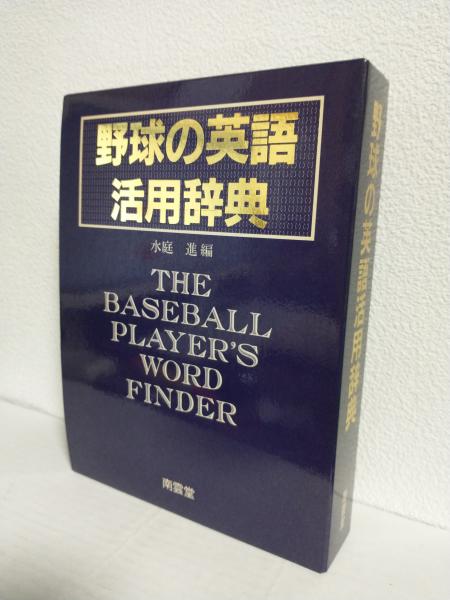 野球の英語
活用辞典
水庭 進編
THE
BASEBALL
PLAYER'S
WORD
FINDER
南雲堂
野球の英語活用辞典